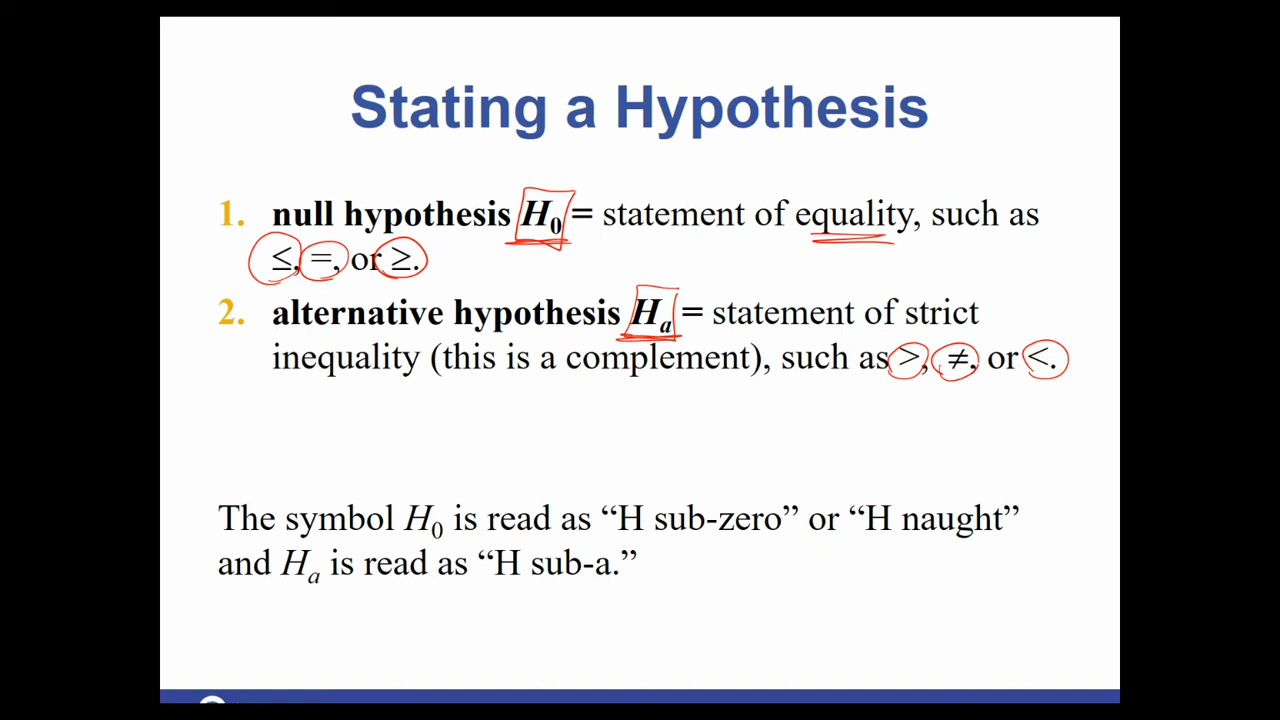 Stating a Hypothesis
1. null hypothesis H₀ = statement of equality, such as
≤, =, or ≥.
2. alternative hypothesis Hₐ = statement of strict
inequality (this is a complement), such as >, ≠, or <.
The symbol H₀ is read as “H sub-zero” or “H naught”
and Hₐ is read as “H sub-a.”